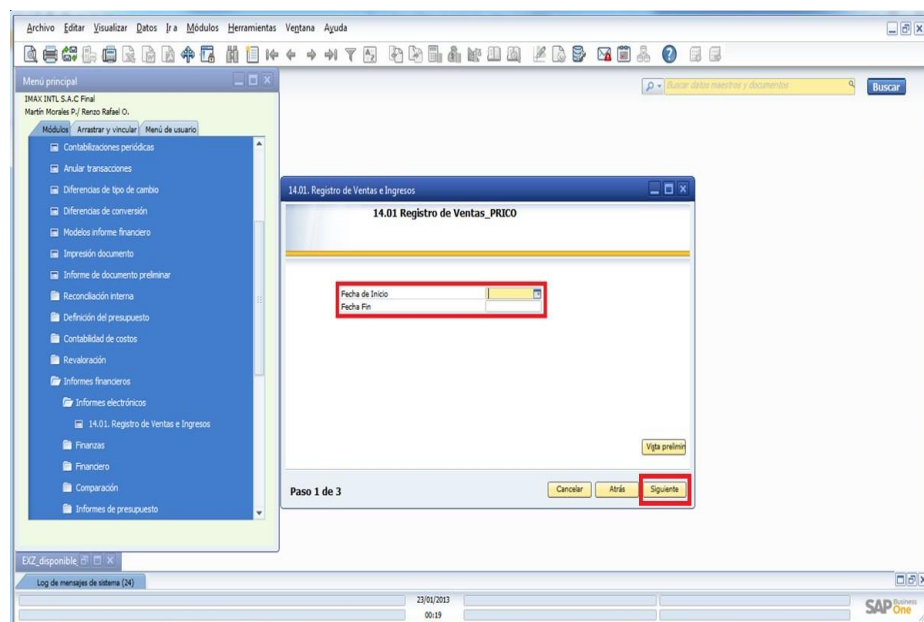 Archivo Editar Visualizar Datos Ir a Módulos Herramientas Ventana Ayuda
Menú principal
IMAX INTL S.A.C Final
Martín Morales P./ Renzo Rafael O.
Módulos Arrastrar y vincular Menú de usuario
Contabilizaciones periódicas
Anular transacciones
Diferencias de tipo de cambio
Diferencias de conversión
Modelos informe financiero
Impresión documento
Informe de documento preliminar
Reconciliación interna
Definición del presupuesto
Contabilidad de costos
Revaloración
Informes financieros
Informes electrónicos
14.01. Registro de Ventas e Ingresos
Finanzas
Financiero
Comparación
Informes de presupuesto
Buscar datos maestros y documentos
Buscar
14.01. Registro de Ventas e Ingresos
14.01 Registro de Ventas_PRICO
Fecha de Inicio
Fecha Fin
Vista prelimin
Paso 1 de 3
Cancelar Atrás Siguiente
EXZ_disponible_
Log de mensajes de sistema (24)
23/01/2013
00:19
SAP Business One